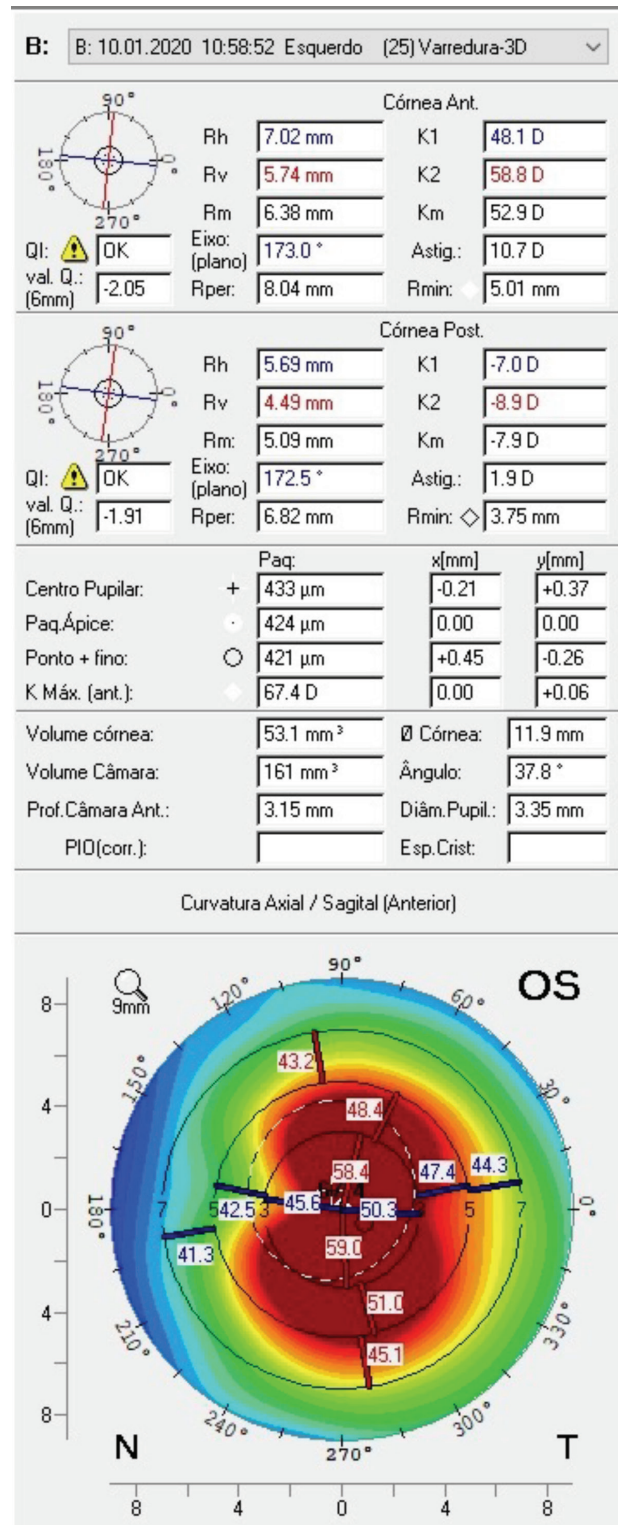 B: B: 10.01.2020 10:58:52 Esquerdo (25) Varredura-3D
Córnea Ant.
90°
180°
0°
270°
Rh 7.02 mm K1 48.1 D
Rv 5.74 mm K2 58.8 D
Rm 6.38 mm Km 52.9 D
QI: OK Eixo: (plano) 173.0 ° Astig.: 10.7 D
val. Q.: (6mm) -2.05 Rper: 8.04 mm Rmin: 5.01 mm
Córnea Post.
90°
180°
0°
270°
Rh 5.69 mm K1 -7.0 D
Rv 4.49 mm K2 -8.9 D
Rm: 5.09 mm Km -7.9 D
QI: OK Eixo: (plano) 172.5 ° Astig.: 1.9 D
val. Q.: (6mm) -1.91 Rper: 6.82 mm Rmin: 3.75 mm
Paq: x[mm] y[mm]
Centro Pupilar: + 433 µm -0.21 +0.37
Paq.Ápice: 424 µm 0.00 0.00
Ponto + fino: 421 µm +0.45 -0.26
K Máx. (ant.): 67.4 D 0.00 +0.06
Volume córnea: 53.1 mm³ Ø Córnea: 11.9 mm
Volume Câmara: 161 mm³ Ângulo: 37.8 °
Prof.Câmara Ant.: 3.15 mm Diâm.Pupil.: 3.35 mm
PIO(corr.): Esp.Crist:
Curvatura Axial / Sagital (Anterior)
90°
OS
9mm
120°
60°
8
150°
43.2
30°
4
48.4
58.4
47.4 44.3
0
180°
7 5 42.5 3 45.6 50.3 5 7
0°
41.3
59.0
4
51.0
210°
45.1
330°
8
240°
300°
N
270°
T
8 4 0 4 8